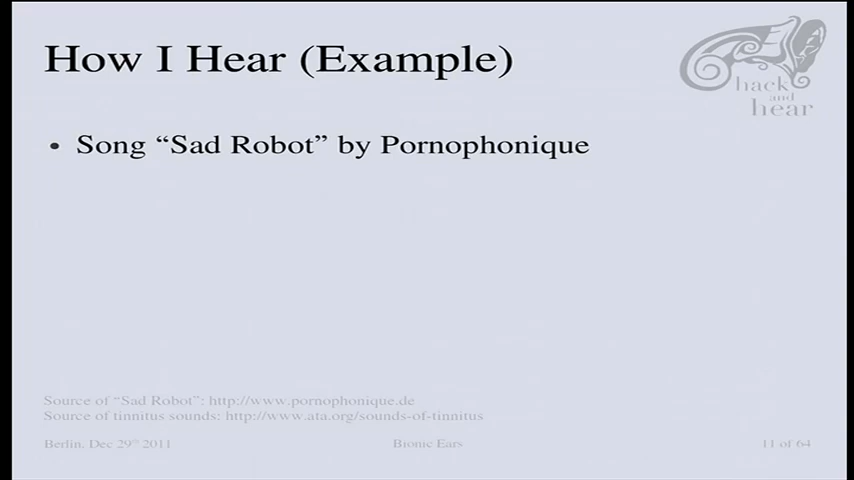 How I Hear (Example)
hack
and
hear
• Song “Sad Robot” by Pornophonique
Source of “Sad Robot”: http://www.pornophonique.de
Source of tinnitus sounds: http://www.ata.org/sounds-of-tinnitus
Berlin, Dec 29th 2011
Bionic Ears
11 of 64